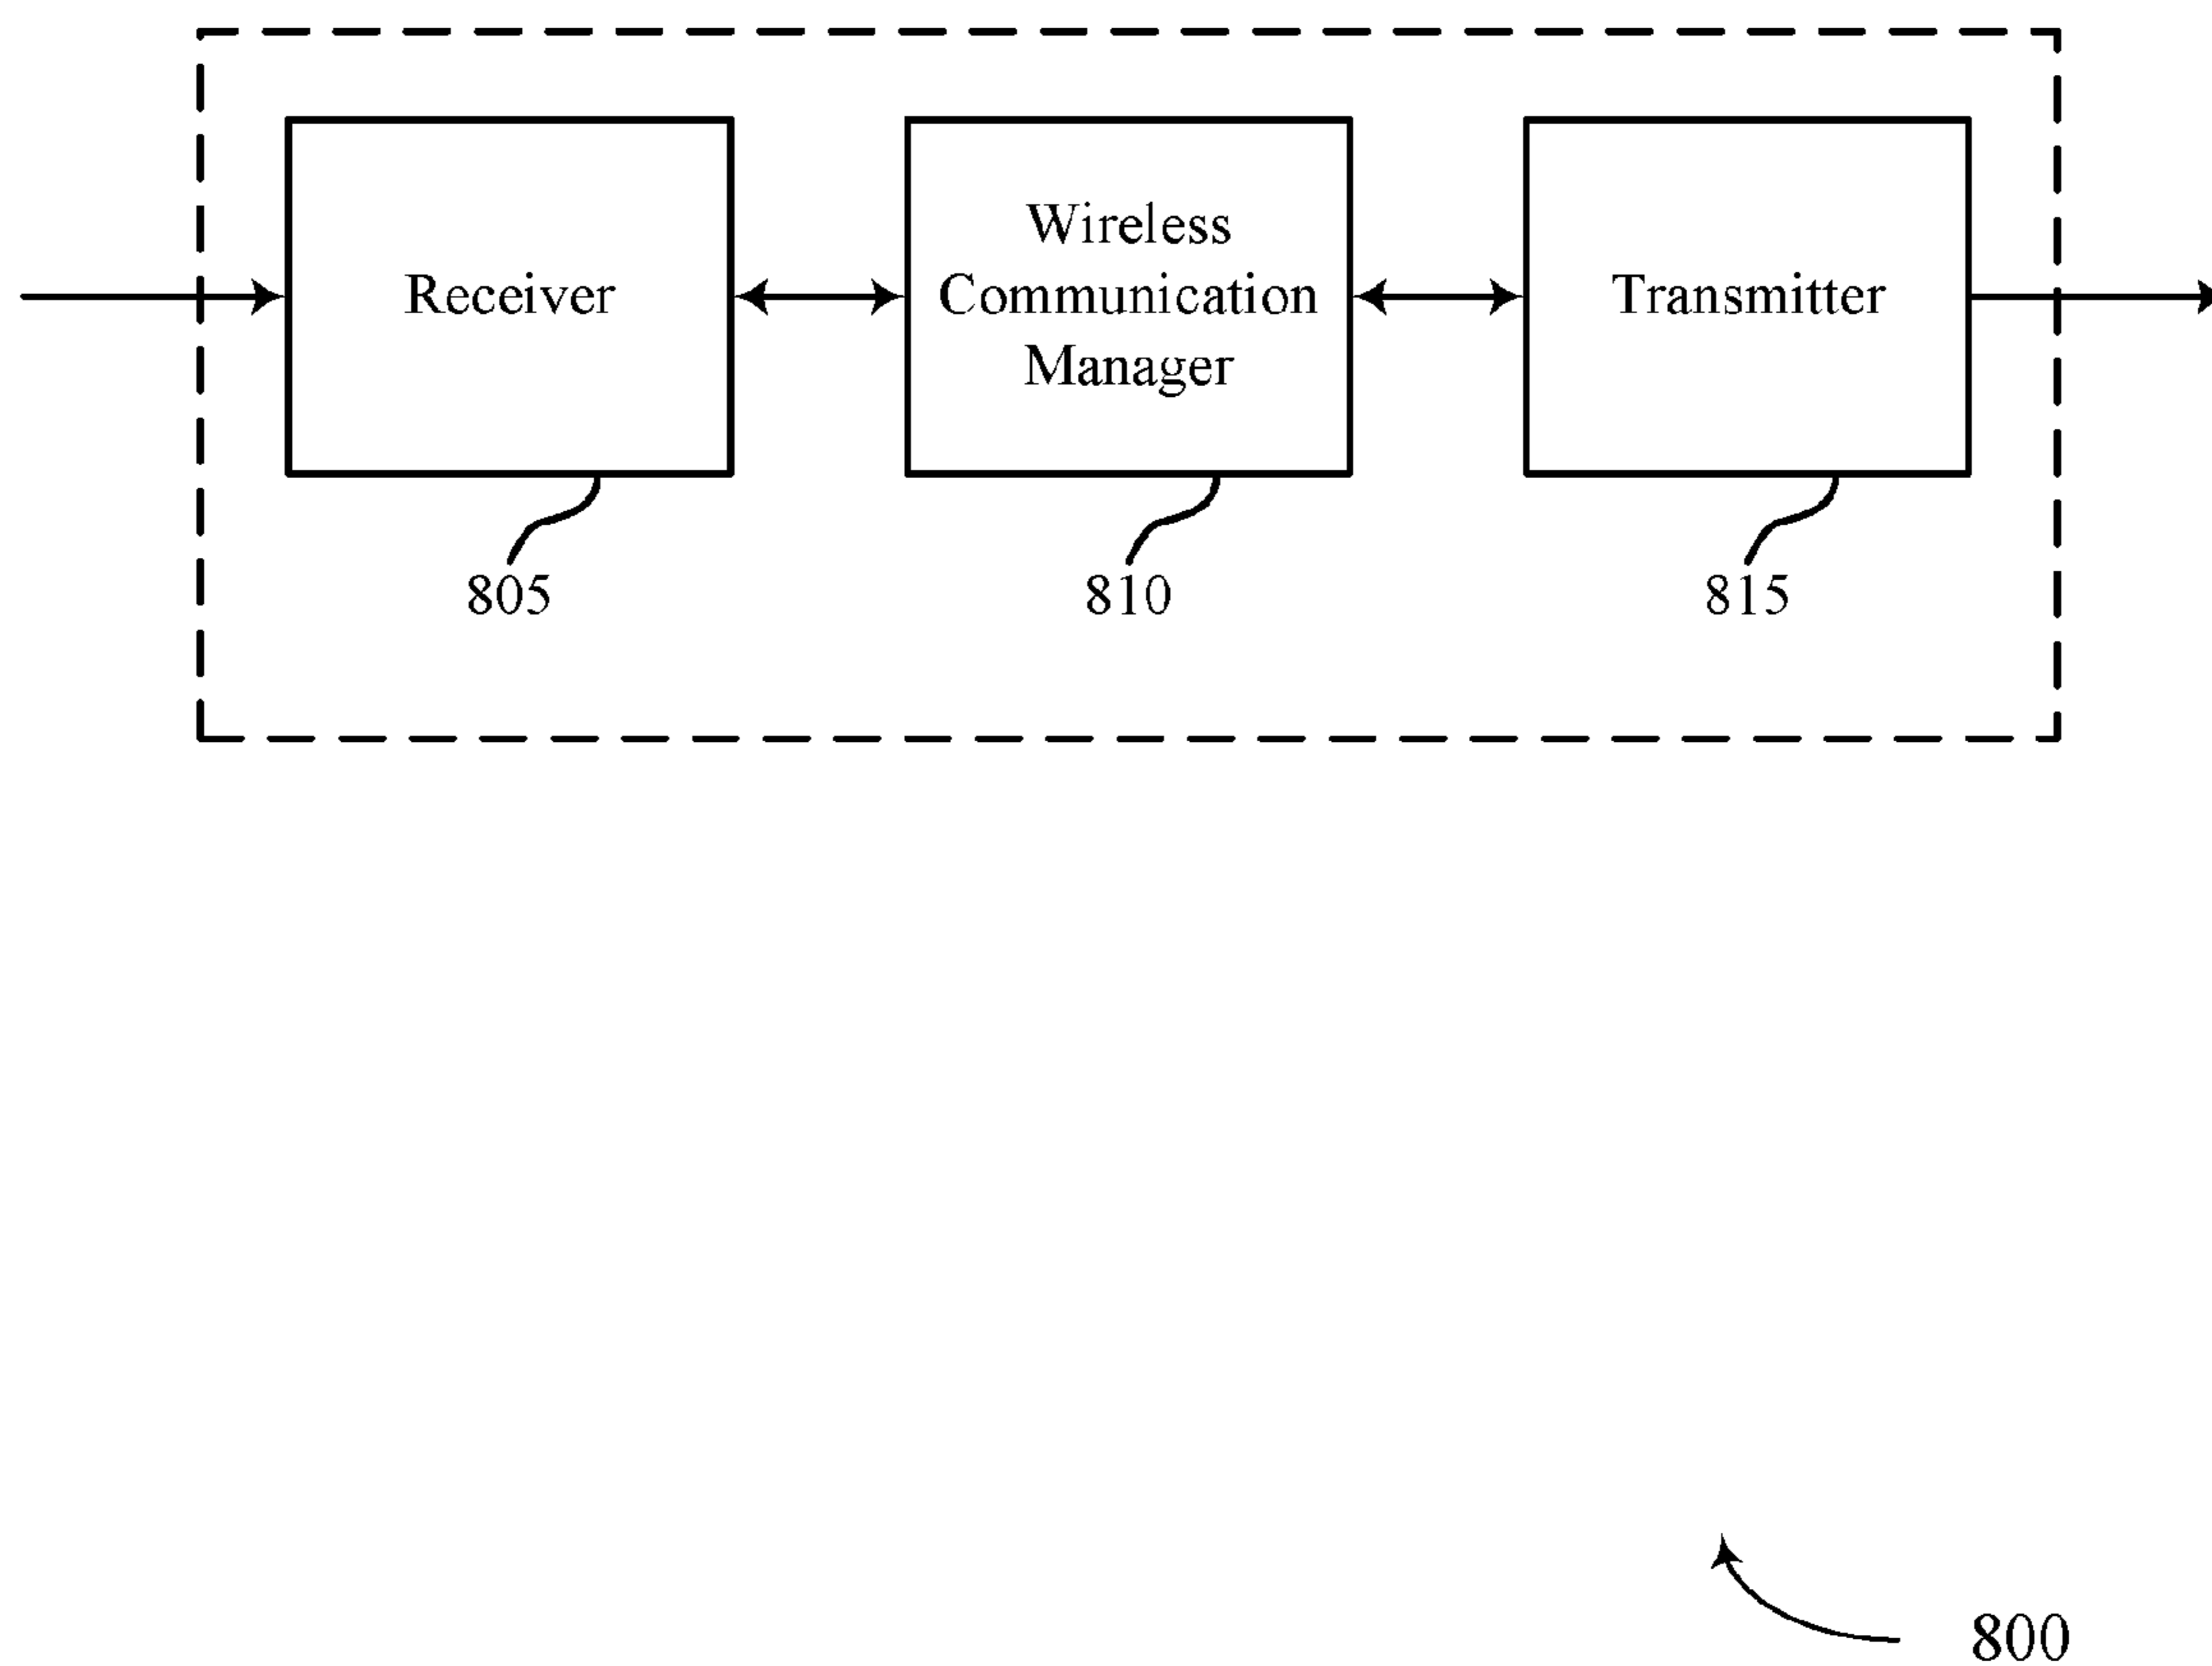 Receiver
Wireless
Communication
Manager
Transmitter
805
810
815
800